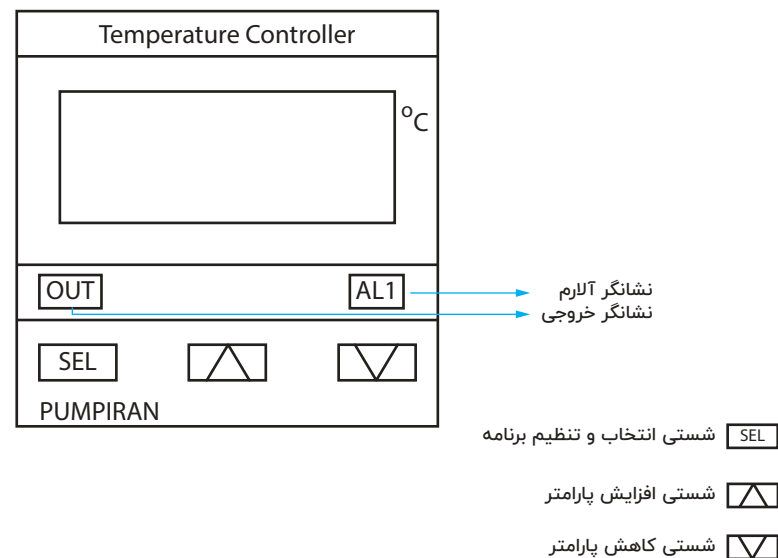 Temperature Controller
°C
OUT
AL1
نشانگر آلارم
نشانگر خروجی
SEL
PUMPIRAN
SEL شستی انتخاب و تنظیم برنامه
شستی افزایش پارامتر
شستی کاهش پارامتر